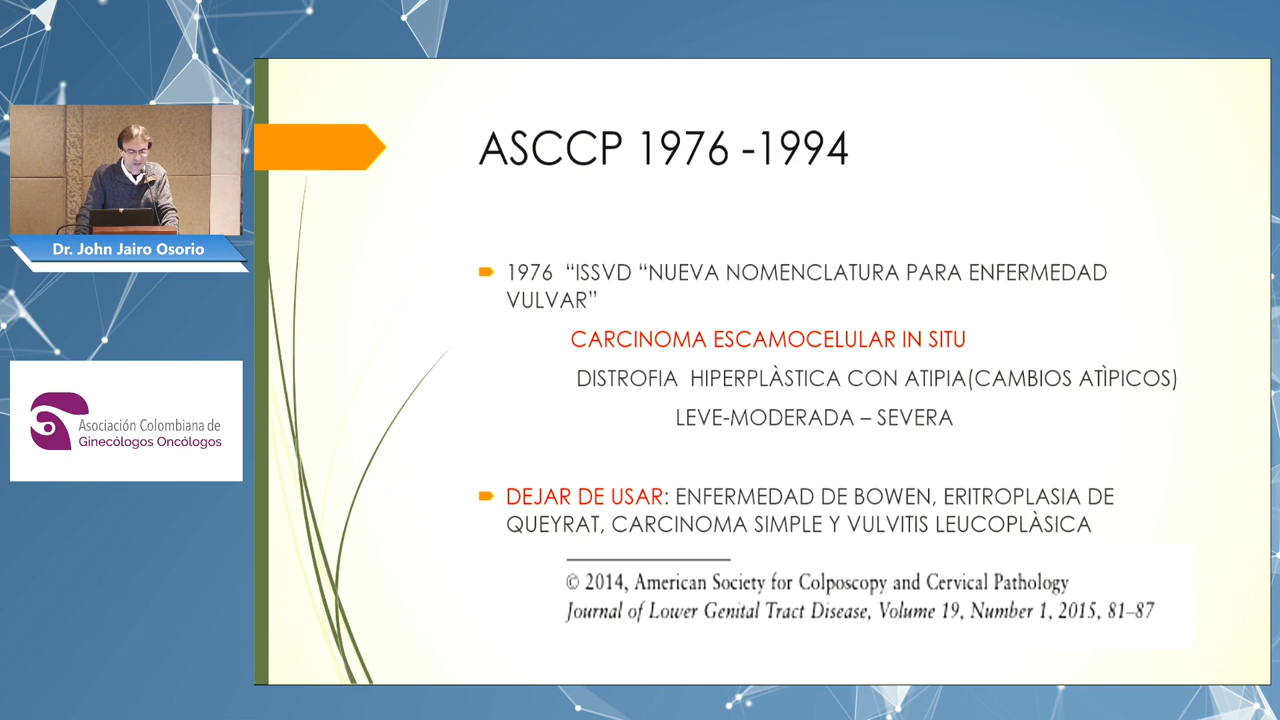 ASCCP 1976 -1994
1976 “ISSVD “NUEVA NOMENCLATURA PARA ENFERMEDAD
VULVAR”
CARCINOMA ESCAMOCELULAR IN SITU
DISTROFIA HIPERPLÀSTICA CON ATIPIA(CAMBIOS ATÌPICOS)
LEVE-MODERADA – SEVERA
DEJAR DE USAR: ENFERMEDAD DE BOWEN, ERITROPLASIA DE
QUEYRAT, CARCINOMA SIMPLE Y VULVITIS LEUCOPLÀSICA
© 2014, American Society for Colposcopy and Cervical Pathology
Journal of Lower Genital Tract Disease, Volume 19, Number 1, 2015, 81–87
Dr. John Jairo Osorio
Asociación Colombiana de
Ginecólogos Oncólogos